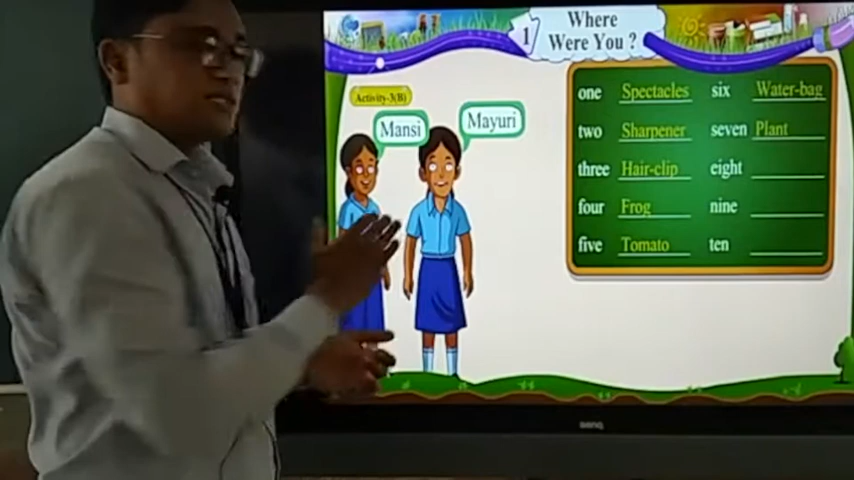 1
Where
Were You ?
Activity-3(B)
Mansi
Mayuri
one Spectacles six Water-bag
two Sharpener seven Plant
three Hair-clip eight
four Frog nine
five Tomato ten
BENQ